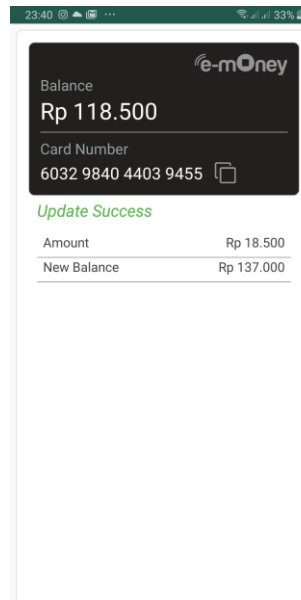 23:40 ... 33%
e-money
Balance
Rp 118.500
Card Number
6032 9840 4403 9455
Update Success
Amount Rp 18.500
New Balance Rp 137.000